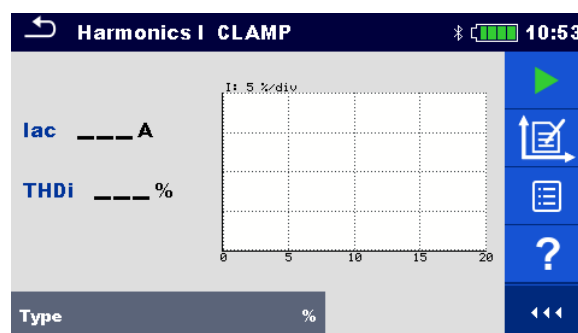 Harmonics I CLAMP 10:53
I: 5 %/div
Iac ___A
THDi ___%
0 5 10 15 20
?
Type %